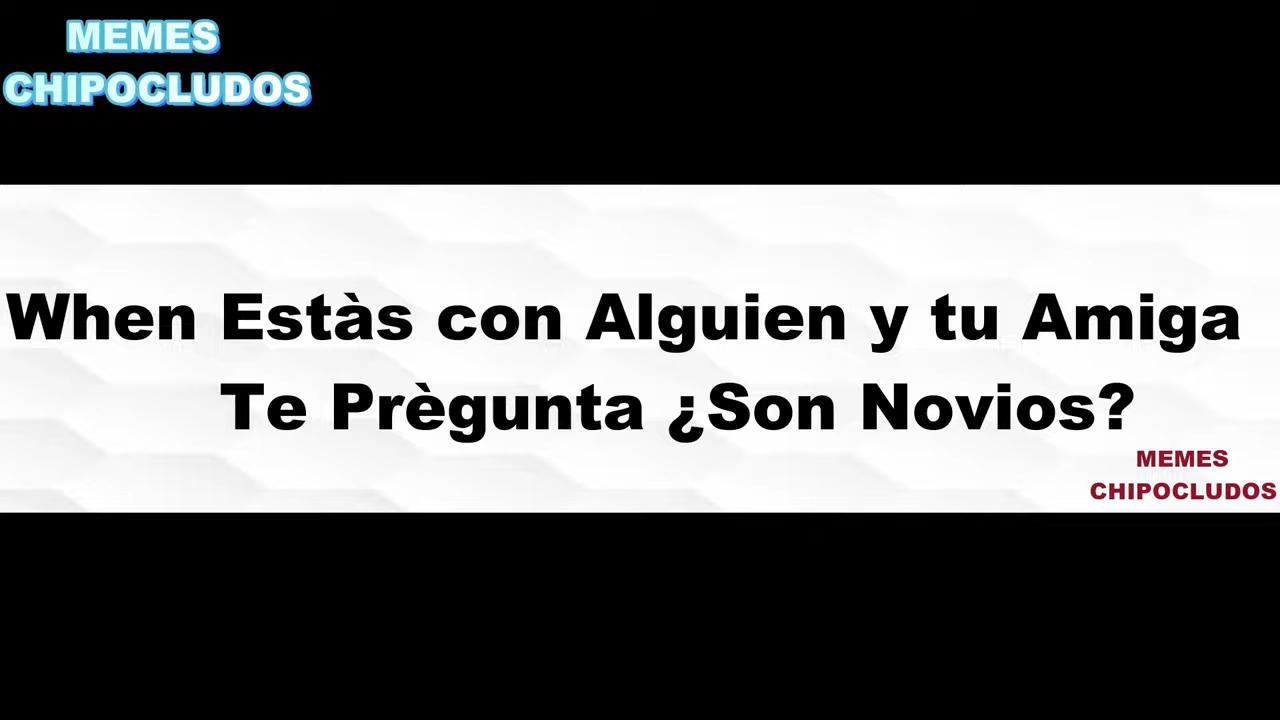 MEMES
CHIPOCLUDOS
When Estàs con Alguien y tu Amiga
Te Prègunta ¿Son Novios?
MEMES
CHIPOCLUDOS